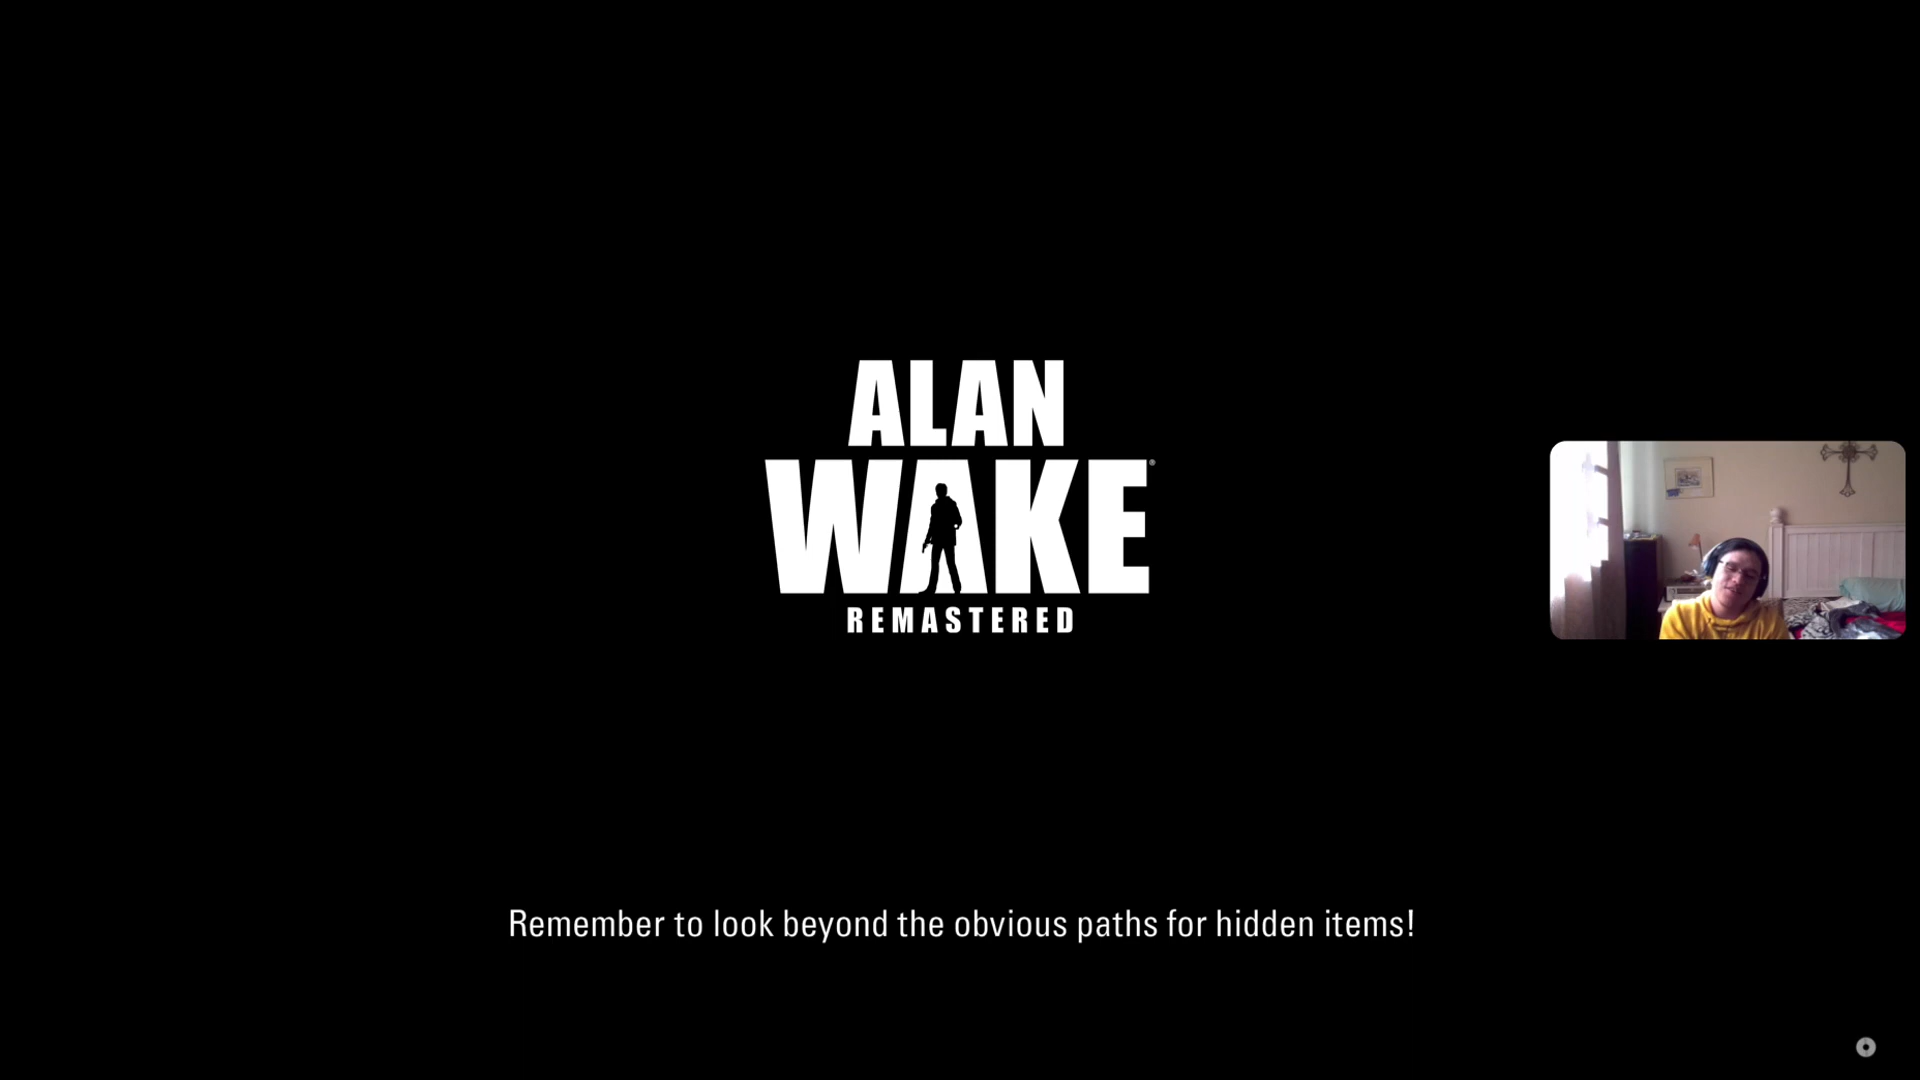 ALAN
WAKE®
REMASTERED
Remember to look beyond the obvious paths for hidden items!